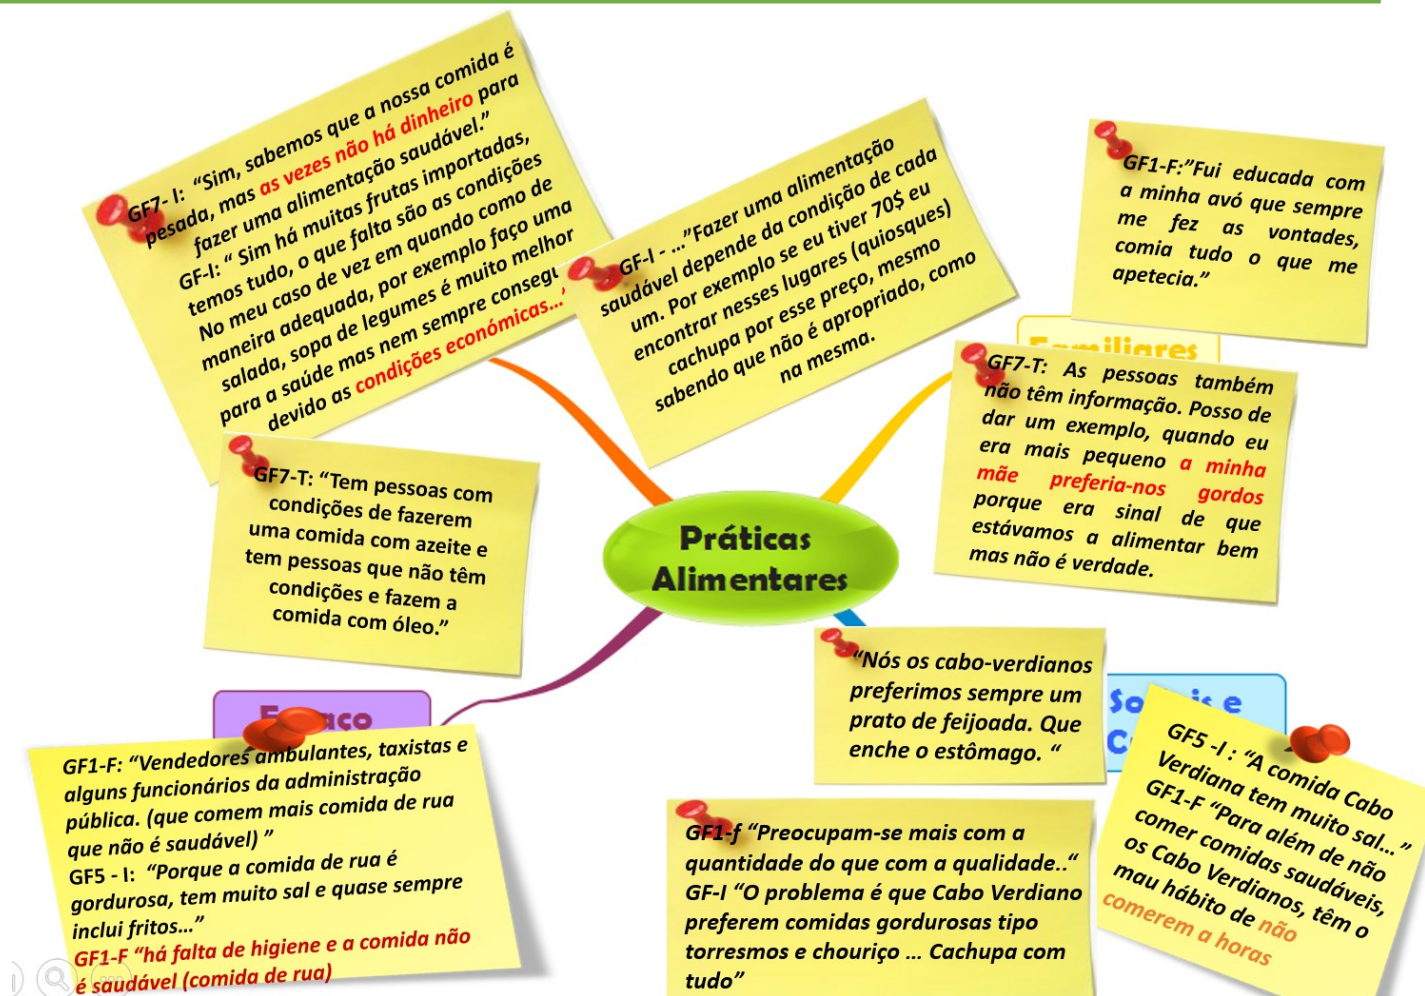 GF7- I: “Sim, sabemos que a nossa comida é
pesada, mas as vezes não há dinheiro para
fazer uma alimentação saudável.”
GF-I: “ Sim há muitas frutas importadas,
temos tudo, o que falta são as condições
No meu caso de vez em quando como de
maneira adequada, por exemplo faço uma
salada, sopa de legumes é muito melhor
para a saúde mas nem sempre
devido as condições económicas...’
GF-I - ...”Fazer uma alimentação
saudável depende da condição de cada
um. Por exemplo se eu tiver 70$ eu
encontrar nesses lugares (quiosques)
cachupa por esse preço, mesmo
sabendo que não é apropriado, como
na mesma.
GF1-F:”Fui educada com
a minha avó que sempre
me fez as vontades,
comia tudo o que me
apetecia.”
Familiares
GF7-T: As pessoas também
não têm informação. Posso de
dar um exemplo, quando eu
era mais pequeno a minha
mãe preferia-nos gordos
porque era sinal de que
estávamos a alimentar bem
mas não é verdade.
GF7-T: “Tem pessoas com
condições de fazerem
uma comida com azeite e
tem pessoas que não têm
condições e fazem a
comida com óleo.”
Práticas
Alimentares
“Nós os cabo-verdianos
preferimos sempre um
prato de feijoada. Que
enche o estômago. “
GF1-F: “Vendedores ambulantes, taxistas e
alguns funcionários da administração
pública. (que comem mais comida de rua
que não é saudável) ”
GF5 - I: “Porque a comida de rua é
gordurosa, tem muito sal e quase sempre
inclui fritos...”
GF1-F “há falta de higiene e a comida não
é saudável (comida de rua)
GF1-f “Preocupam-se mais com a
quantidade do que com a qualidade..“
GF-I “O problema é que Cabo Verdiano
preferem comidas gordurosas tipo
torresmos e chouriço ... Cachupa com
tudo”
GF5 -I : “A comida Cabo
Verdiana tem muito sal... ”
GF1-F “Para além de não
comer comidas saudáveis,
os Cabo Verdianos, têm o
mau hábito de não
comerem a horas